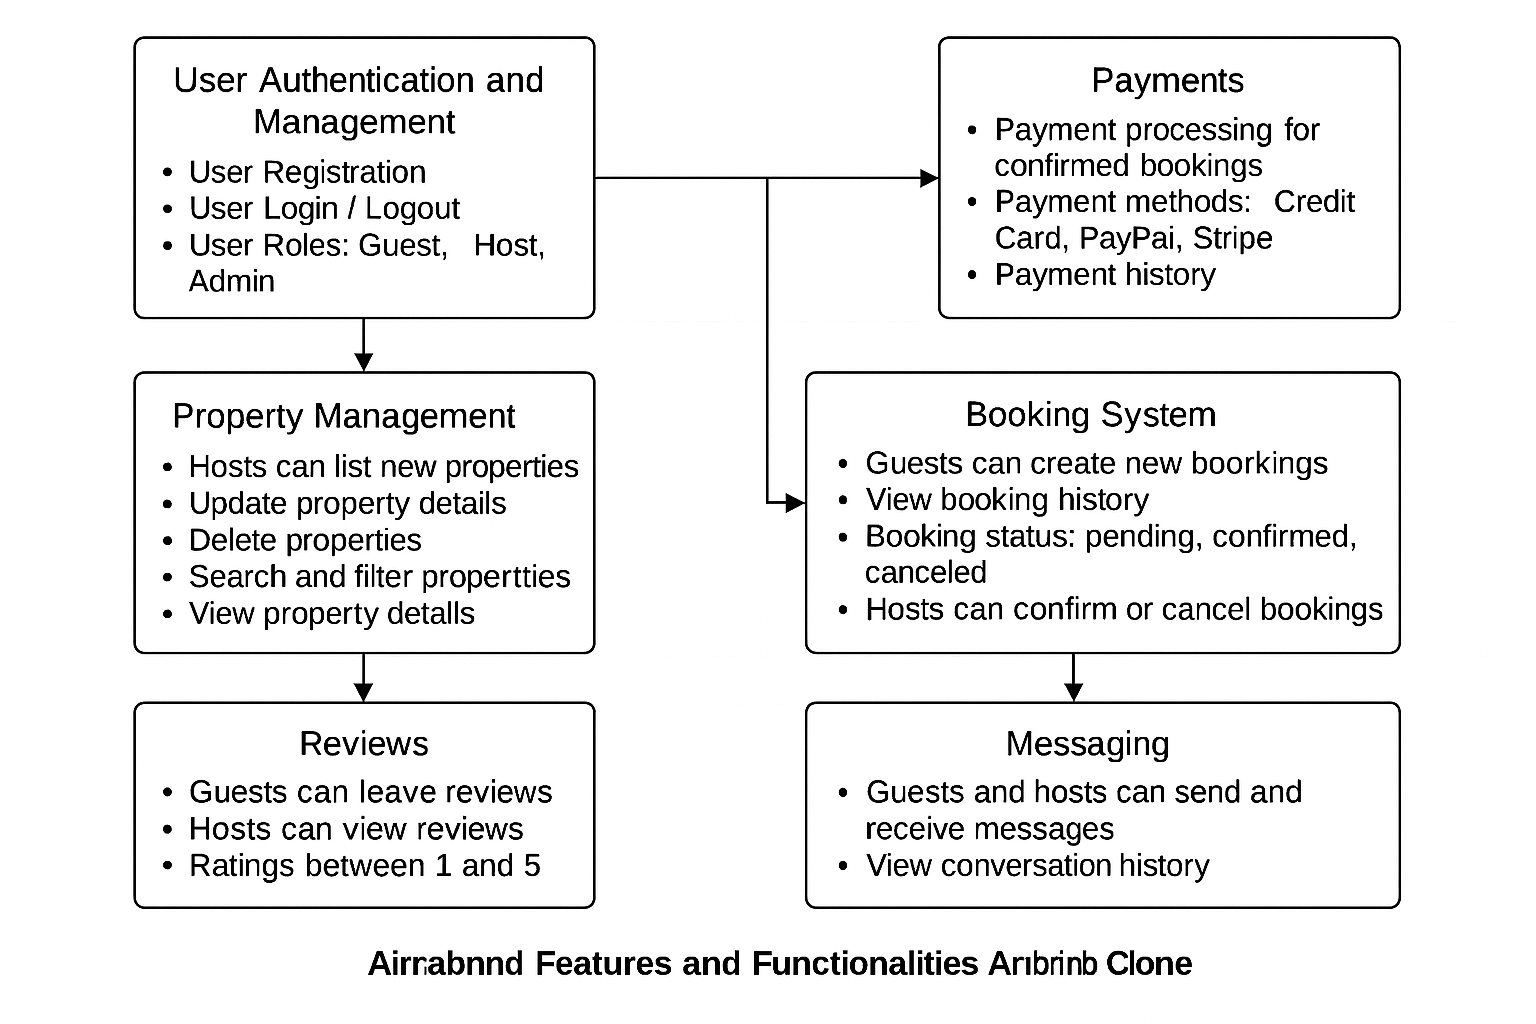 User Authentication and
Management
• User Registration
• User Login / Logout
• User Roles: Guest, Host,
Admin
Payments
• Payment processing for
confirmed bookings
• Payment methods: Credit
Card, PayPai, Stripe
• Payment history
Property Management
• Hosts can list new properties
• Update property details
• Delete properties
• Search and filter propertties
• View property details
Booking System
• Guests can create new boorkings
• View booking history
• Booking status: pending, confirmed,
canceled
• Hosts can confirm or cancel bookings
Reviews
• Guests can leave reviews
• Hosts can view reviews
• Ratings between 1 and 5
Messaging
• Guests and hosts can send and
receive messages
• View conversation history
Features and Functionalities Clone